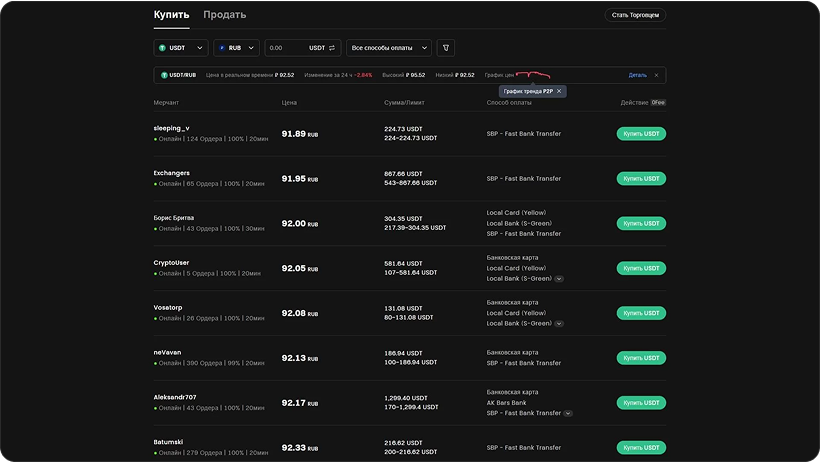 Купить Продать Стать Торговцем
USDT RUB 0.00 USDT Все способы оплаты
USDT/RUB Цена в реальном времени ₽ 92.52 Изменение за 24 ч -2,84% Высокий ₽ 95.52 Низкий ₽ 92.52 График цен Деталь
График тренда P2P
Мерчант Цена Сумма/Лимит Способ оплаты Действие 0Fee
sleeping_v
Онлайн | 124 Ордера | 100% | 20мин
91.89 RUB
224.73 USDT
224-224.73 USDT
SBP - Fast Bank Transfer
Купить USDT
Exchangers
Онлайн | 65 Ордера | 100% | 20мин
91.95 RUB
867.66 USDT
543-867.66 USDT
SBP - Fast Bank Transfer
Купить USDT
Борис Бритва
Онлайн | 43 Ордера | 100% | 30мин
92.00 RUB
304.35 USDT
217.39-304.35 USDT
Local Card (Yellow)
Local Bank (S-Green)
SBP - Fast Bank Transfer
Купить USDT
CryptoUser
Онлайн | 5 Ордера | 100% | 20мин
92.05 RUB
581.64 USDT
107-581.64 USDT
Банковская карта
Local Card (Yellow)
Local Bank (S-Green)
Купить USDT
Vosatorp
Онлайн | 26 Ордера | 100% | 20мин
92.08 RUB
131.08 USDT
80-131.08 USDT
Банковская карта
Local Card (Yellow)
Local Bank (S-Green)
Купить USDT
neVavan
Онлайн | 390 Ордера | 99% | 20мин
92.13 RUB
186.94 USDT
100-186.94 USDT
Банковская карта
SBP - Fast Bank Transfer
Купить USDT
Aleksandr707
Онлайн | 43 Ордера | 100% | 20мин
92.17 RUB
1,299.40 USDT
170-1,299.4 USDT
Банковская карта
AK Bars Bank
SBP - Fast Bank Transfer
Купить USDT
Batumski
Онлайн | 279 Ордера | 100% | 20мин
92.33 RUB
216.62 USDT
200-216.62 USDT
SBP - Fast Bank Transfer
Купить USDT